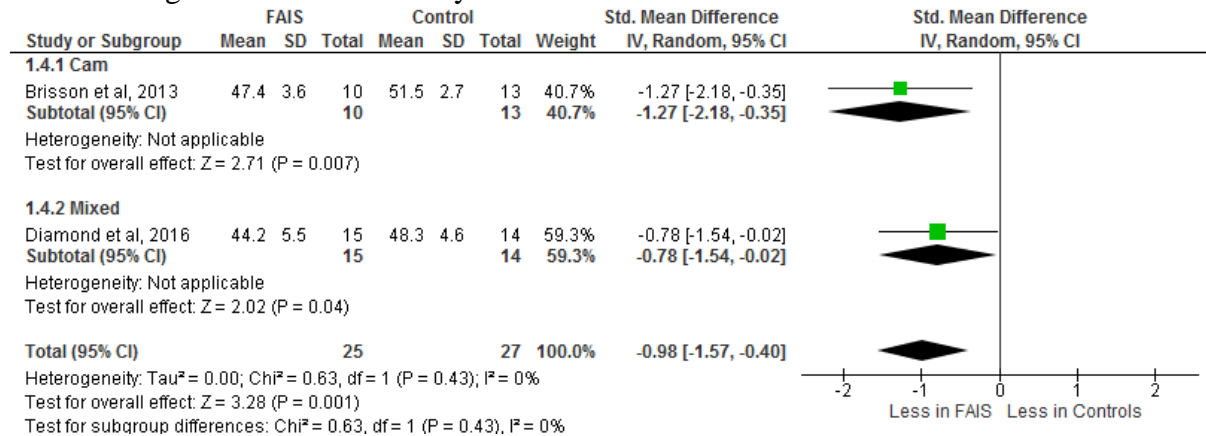 FAIS Control Std. Mean Difference Std. Mean Difference
Study or Subgroup Mean SD Total Mean SD Total Weight IV, Random, 95% CI IV, Random, 95% CI
1.4.1 Cam
Brisson et al, 2013 47.4 3.6 10 51.5 2.7 13 40.7% -1.27 [-2.18, -0.35]
Subtotal (95% CI) 10 13 40.7% -1.27 [-2.18, -0.35]
Heterogeneity: Not applicable
Test for overall effect: Z = 2.71 (P = 0.007)
1.4.2 Mixed
Diamond et al, 2016 44.2 5.5 15 48.3 4.6 14 59.3% -0.78 [-1.54, -0.02]
Subtotal (95% CI) 15 14 59.3% -0.78 [-1.54, -0.02]
Heterogeneity: Not applicable
Test for overall effect: Z = 2.02 (P = 0.04)
Total (95% CI) 25 27 100.0% -0.98 [-1.57, -0.40]
Heterogeneity: Tau² = 0.00; Chi² = 0.63, df = 1 (P = 0.43); I² = 0%
Test for overall effect: Z = 3.28 (P = 0.001)
Test for subgroup differences: Chi² = 0.63, df = 1 (P = 0.43), I² = 0%
-2 -1 0 1 2
Less in FAIS Less in Controls